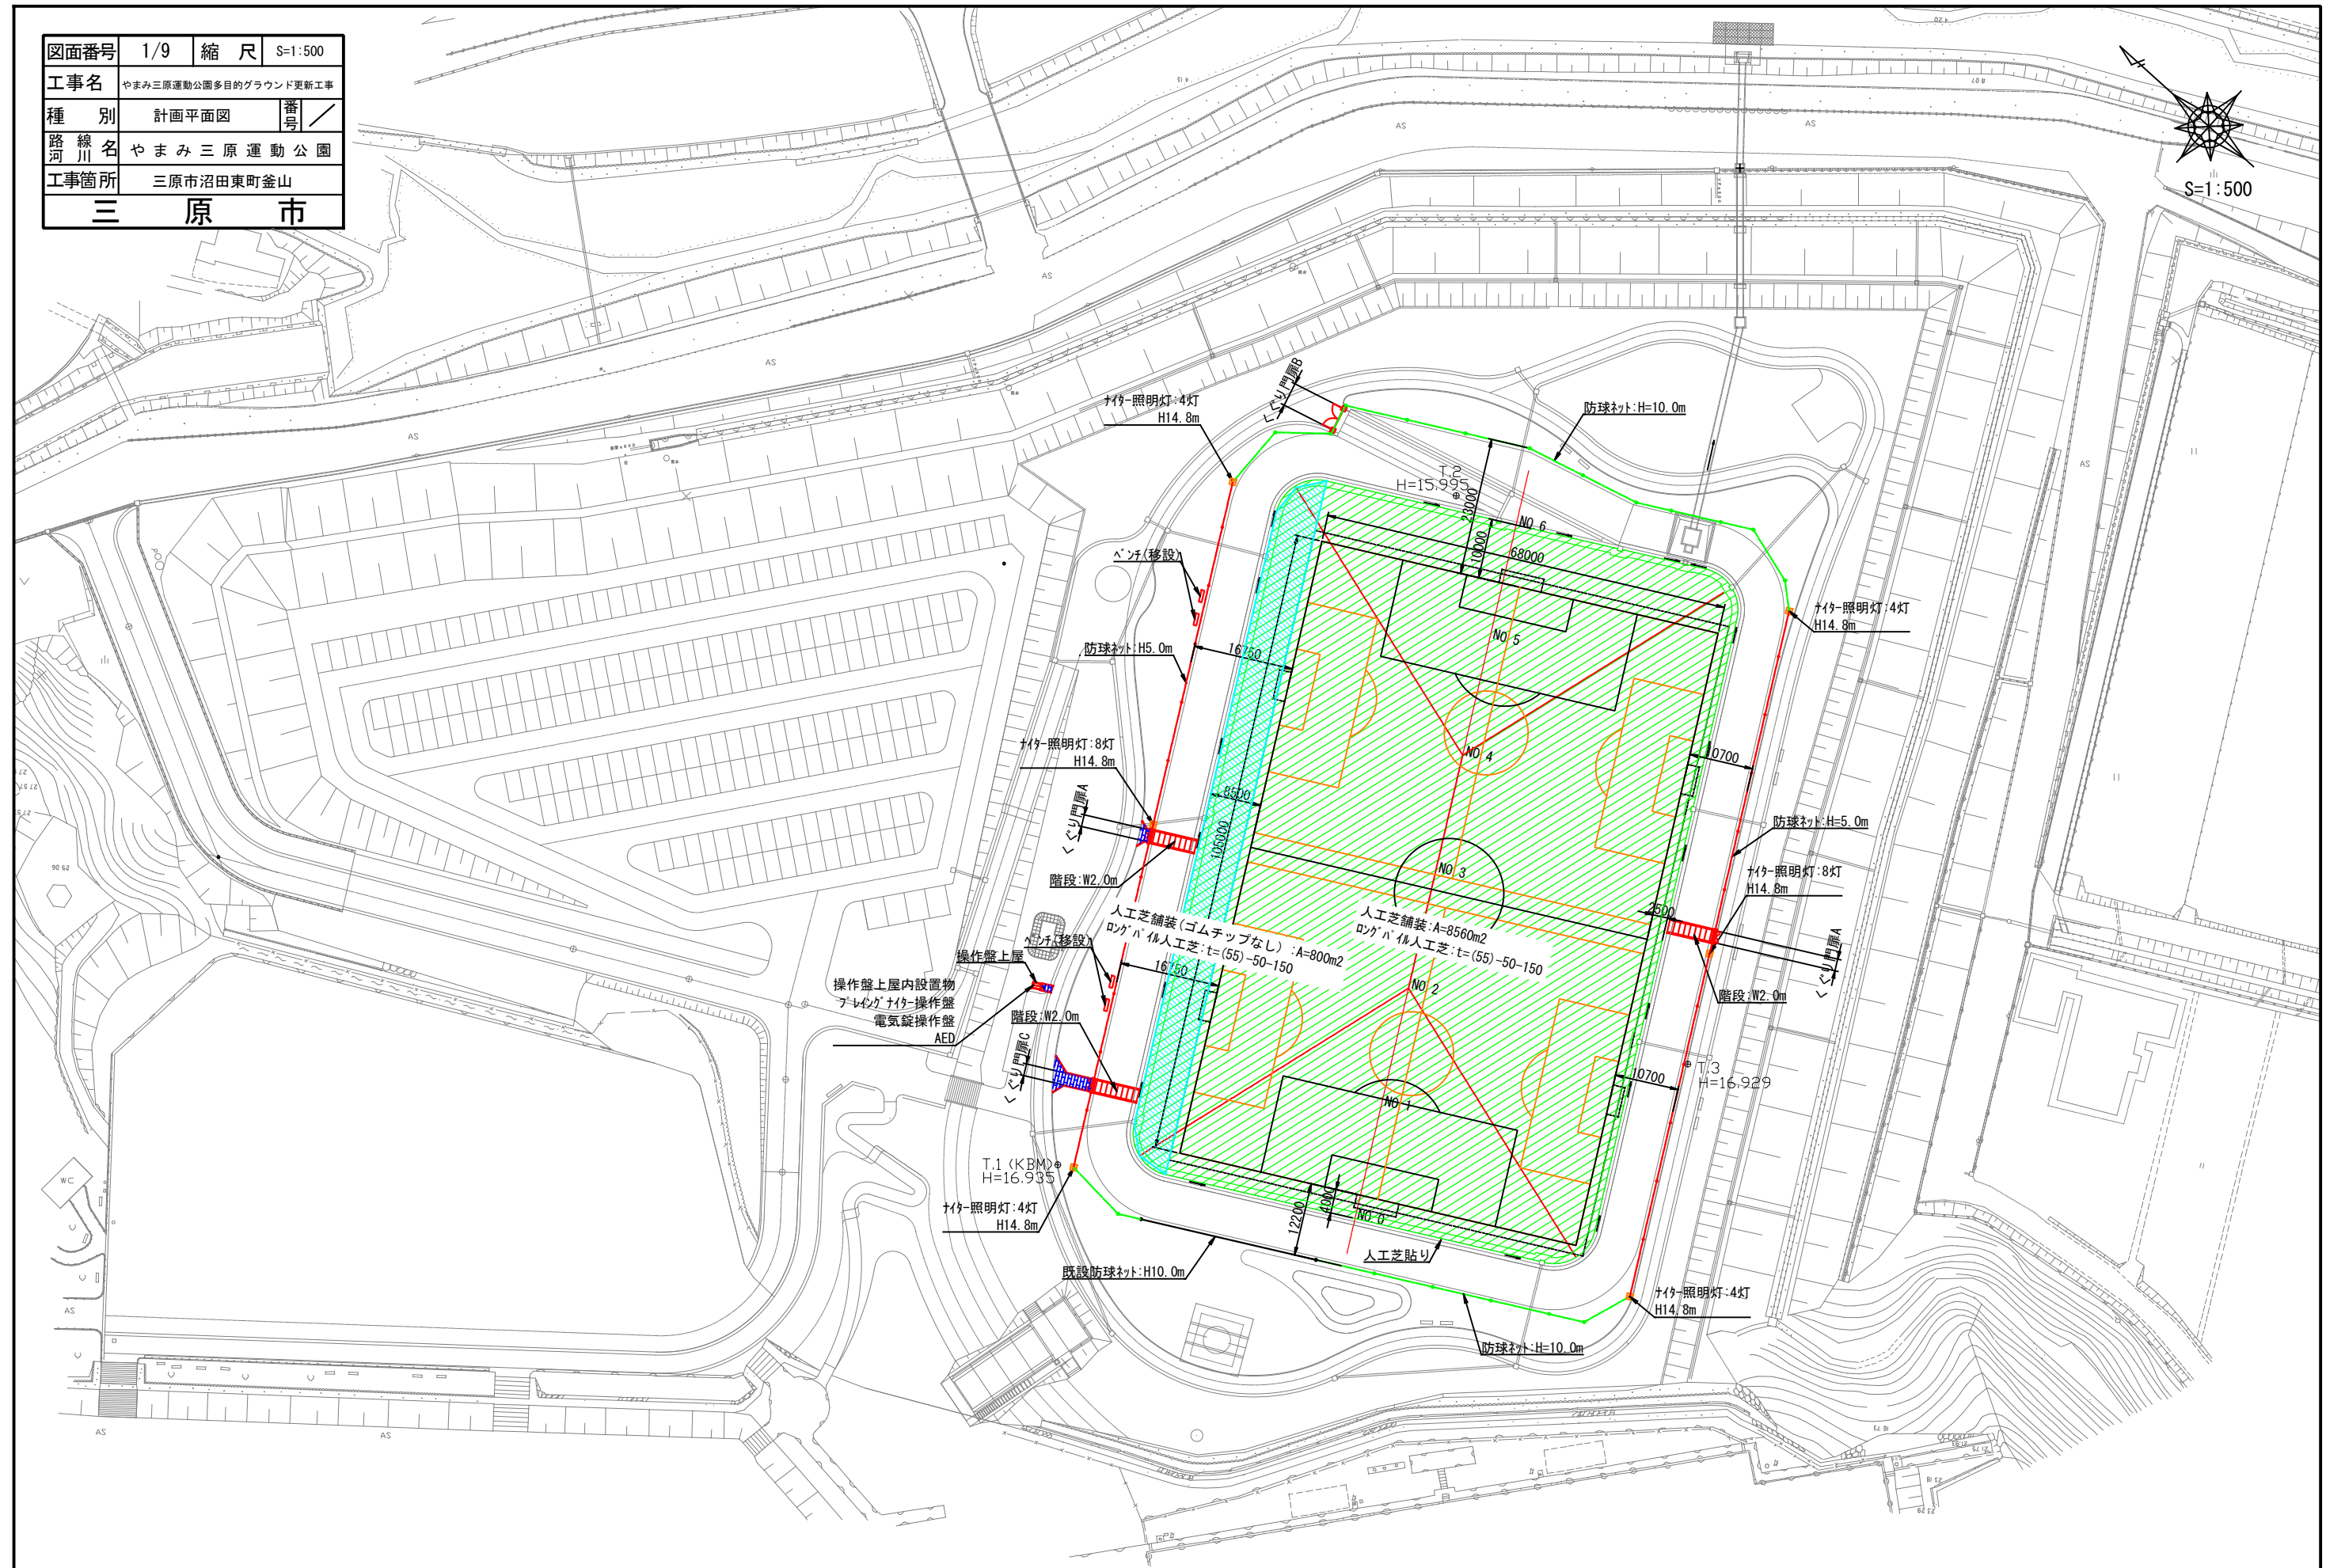 図面番号 1/9 縮 尺 S=1:500
工事名 やまみ三原運動公園多目的グラウンド更新工事
種 別 計画平面図 番号 ／
路線 河川 名 やまみ三原運動公園
工事箇所 三原市沼田東町釜山
三 原 市
S=1:500
くぐり門扉B
ナイター照明灯:4灯
H14.8m
防球ネット:H=10.0m
T.2
H=15.995
23000
10000
NO.6
68000
ベンチ(移設)
ナイター照明灯:4灯
H14.8m
NO.5
防球ネット:H5.0m
16750
NO.4
10700
ナイター照明灯:8灯
H14.8m
8500
くぐり門扉A
105000
防球ネット:H=5.0m
階段:W2.0m
NO.3
ナイター照明灯:8灯
H14.8m
人工芝舗装(ゴムチップなし):A=800m2
ロングパイル人工芝:t=(55)-50-150
人工芝舗装:A=8560m2
ロングパイル人工芝:t=(55)-50-150
2500
くぐり門扉A
ベンチ(移設)
操作盤上屋
16750
操作盤上屋内設置物
プレイングナイター操作盤
電気錠操作盤
AED
NO.2
階段:W2.0m
階段:W2.0m
くぐり門扉C
10700
T.3
H=16.929
NO.1
T.1 (KBM)
H=16.935
ナイター照明灯:4灯
H14.8m
12200
4000
NO.0
人工芝貼り
既設防球ネット:H10.0m
ナイター照明灯:4灯
H14.8m
防球ネット:H=10.0m
WC
AS
AS
AS
AS
AS
AS
AS
AS
AS